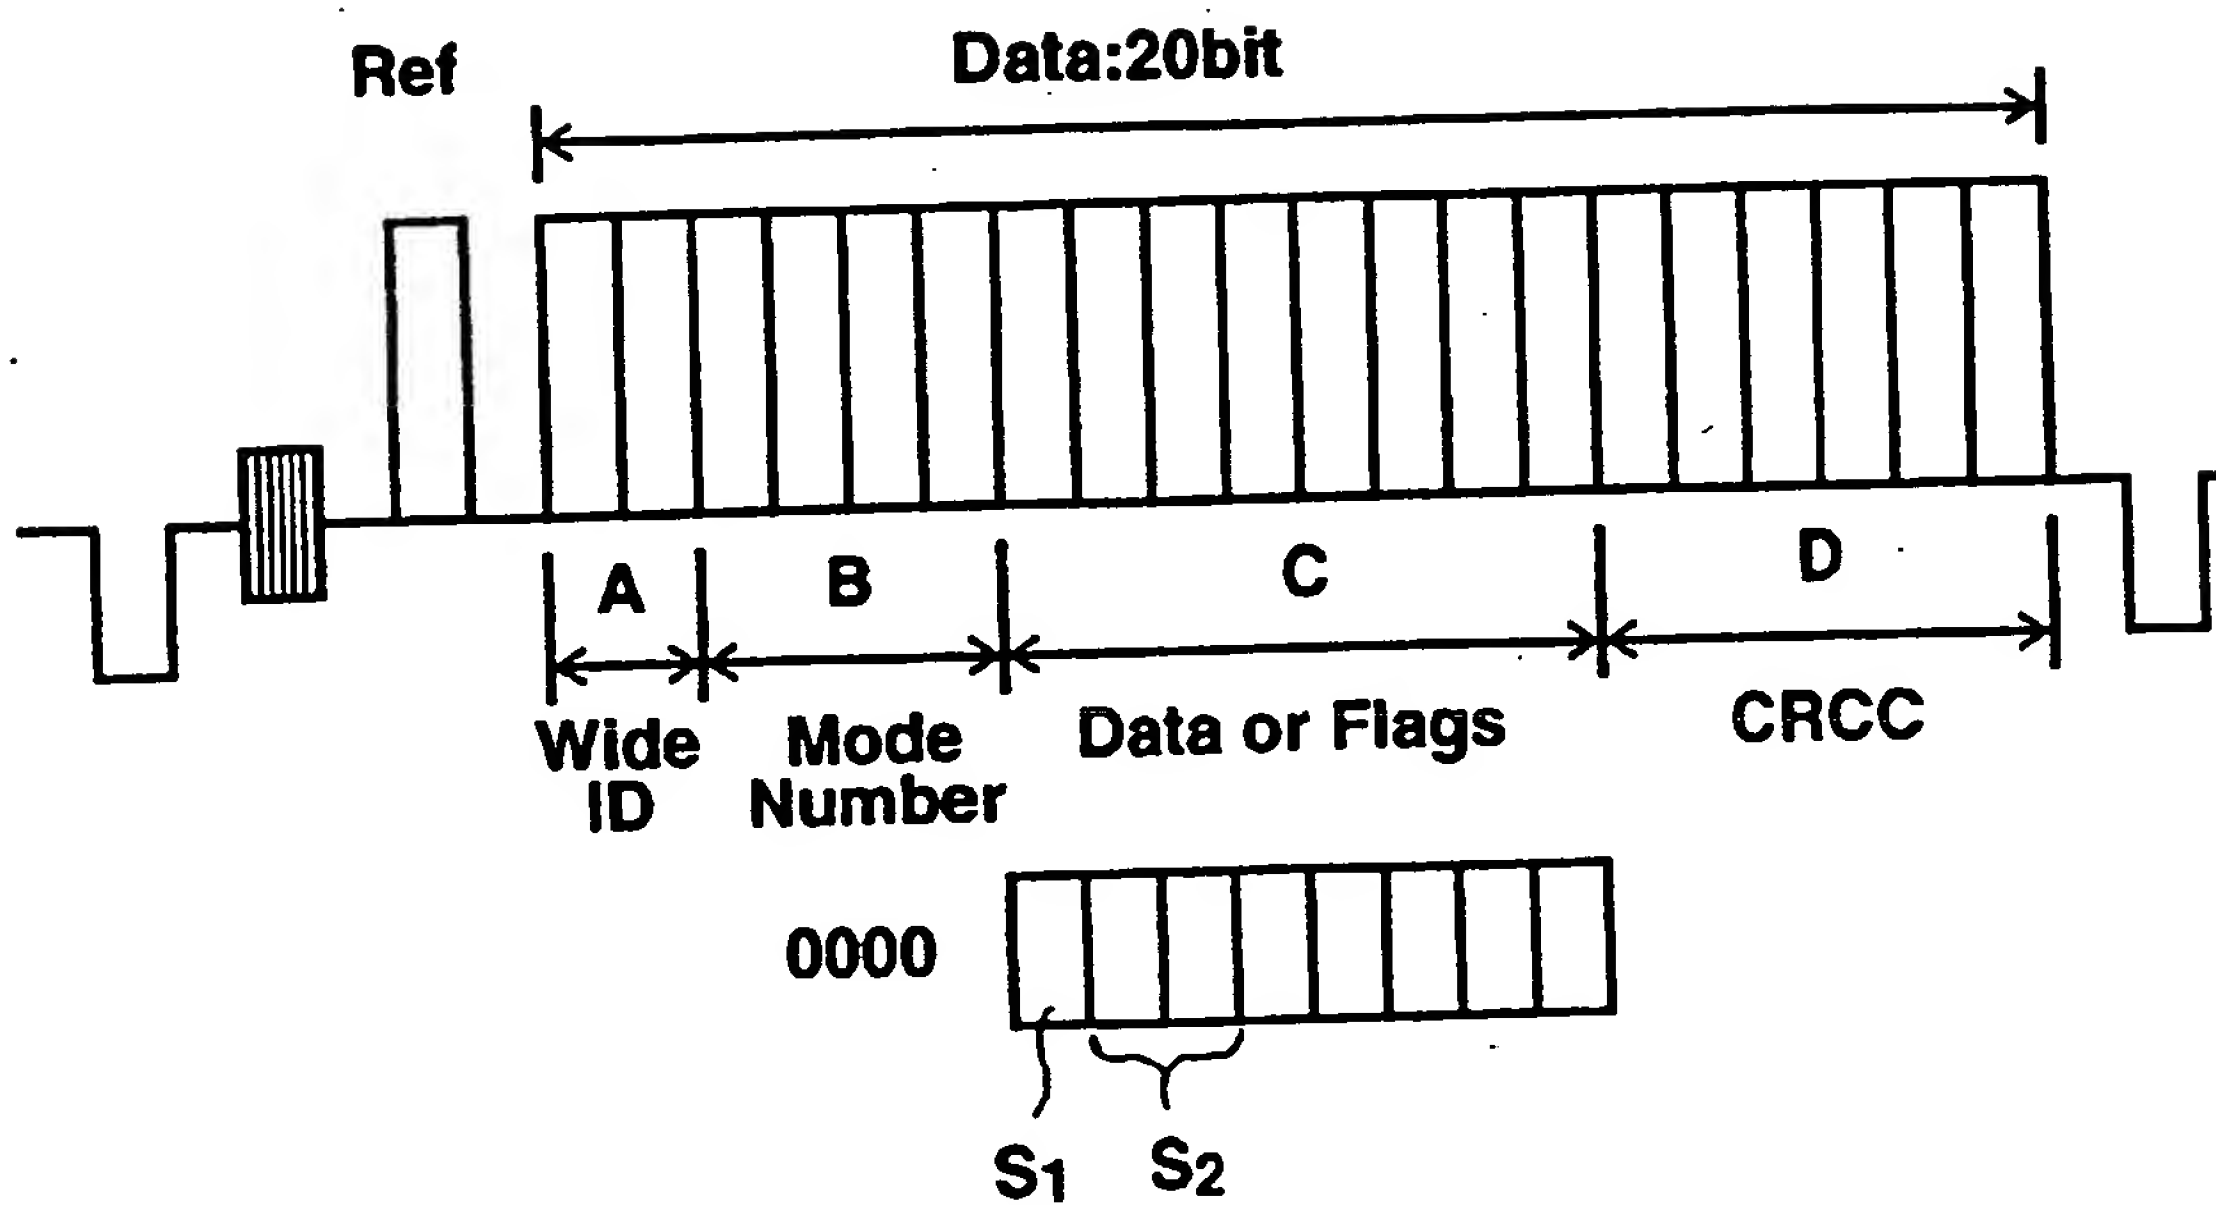 Ref
Data:20bit
A
B
C
D
Wide
ID
Mode
Number
Data or Flags
CRCC
0000
S1
S2